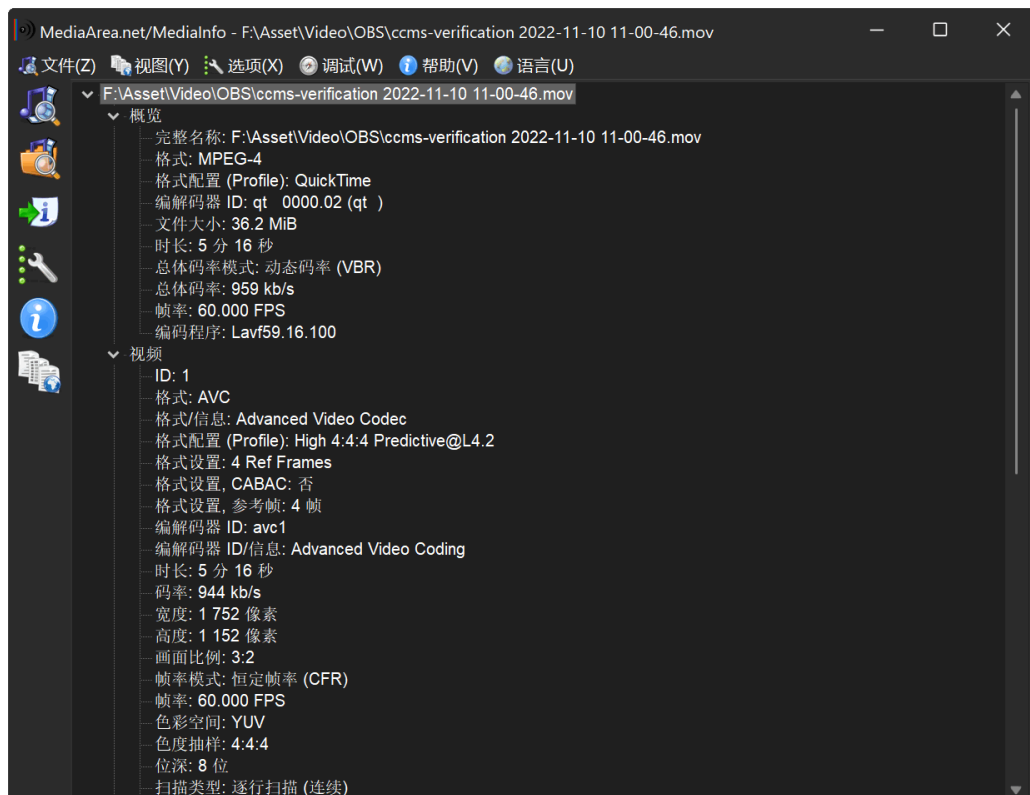 MediaArea.net/MediaInfo - F:\Asset\Video\OBS\ccms-verification 2022-11-10 11-00-46.mov
文件(Z) 视图(Y) 选项(X) 调试(W) 帮助(V) 语言(U)
F:\Asset\Video\OBS\ccms-verification 2022-11-10 11-00-46.mov
概览
完整名称: F:\Asset\Video\OBS\ccms-verification 2022-11-10 11-00-46.mov
格式: MPEG-4
格式配置 (Profile): QuickTime
编解码器 ID: qt   0000.02 (qt  )
文件大小: 36.2 MiB
时长: 5 分 16 秒
总体码率模式: 动态码率 (VBR)
总体码率: 959 kb/s
帧率: 60.000 FPS
编码程序: Lavf59.16.100
视频
ID: 1
格式: AVC
格式/信息: Advanced Video Codec
格式配置 (Profile): High 4:4:4 Predictive@L4.2
格式设置: 4 Ref Frames
格式设置, CABAC: 否
格式设置, 参考帧: 4 帧
编解码器 ID: avc1
编解码器 ID/信息: Advanced Video Coding
时长: 5 分 16 秒
码率: 944 kb/s
宽度: 1 752 像素
高度: 1 152 像素
画面比例: 3:2
帧率模式: 恒定帧率 (CFR)
帧率: 60.000 FPS
色彩空间: YUV
色度抽样: 4:4:4
位深: 8 位
扫描类型: 逐行扫描 (连续)